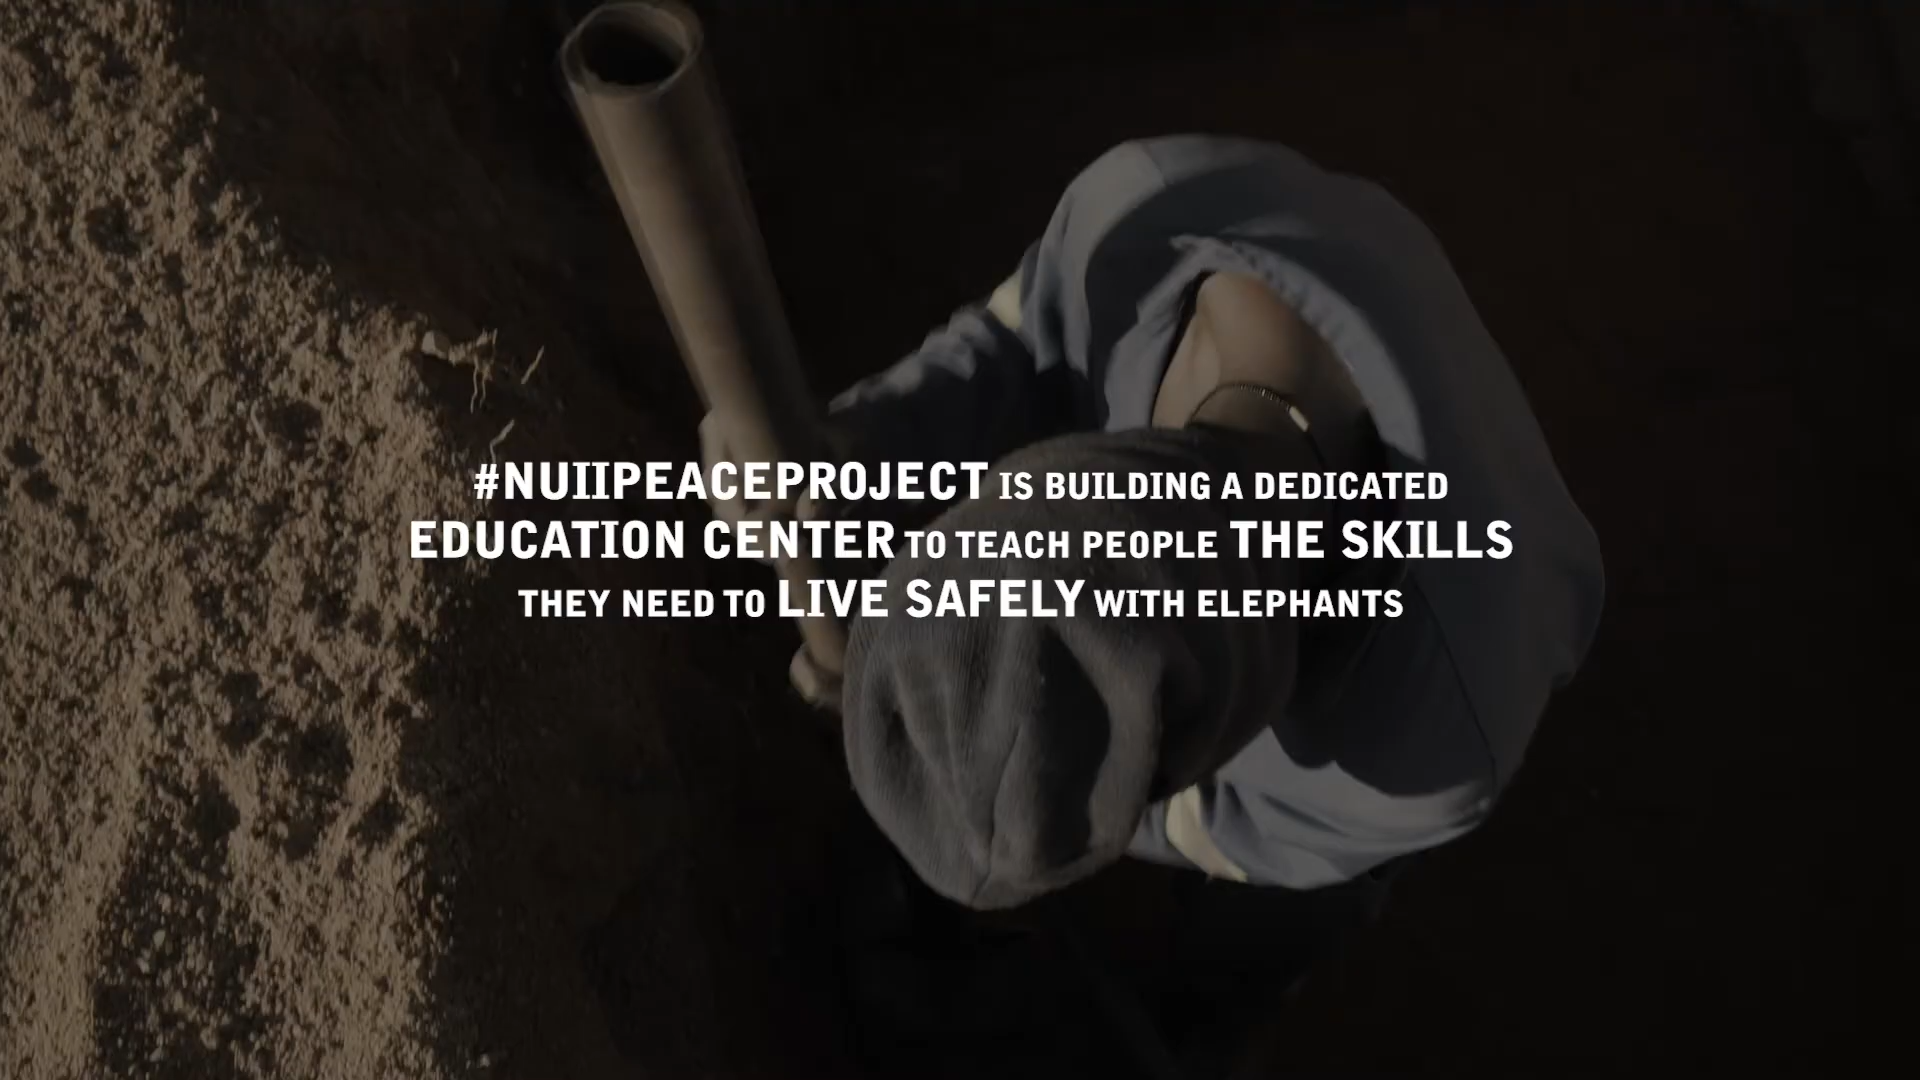 #NUIIPEACEPROJECT IS BUILDING A DEDICATED
EDUCATION CENTER TO TEACH PEOPLE THE SKILLS
THEY NEED TO LIVE SAFELY WITH ELEPHANTS